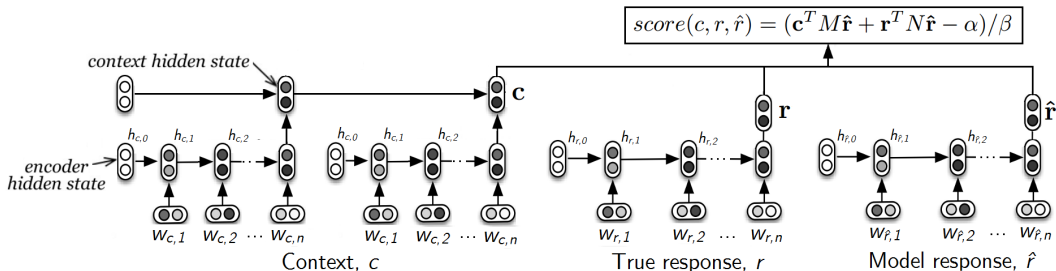 score(c, r, r̂) = (c^T M r̂ + r^T N r̂ − α)/β
context hidden state
c
r
r̂
h_{c,0} h_{c,1} h_{c,2} h_{c,0} h_{c,1} h_{c,2} h_{r,0} h_{r,1} h_{r,2} h_{r̂,0} h_{r̂,1} h_{r̂,2}
encoder
hidden state
w_{c,1} w_{c,2} ... w_{c,n} w_{c,1} w_{c,2} ... w_{c,n} w_{r,1} w_{r,2} ... w_{r,n} w_{r̂,1} w_{r̂,2} ... w_{r̂,n}
Context, c True response, r Model response, r̂